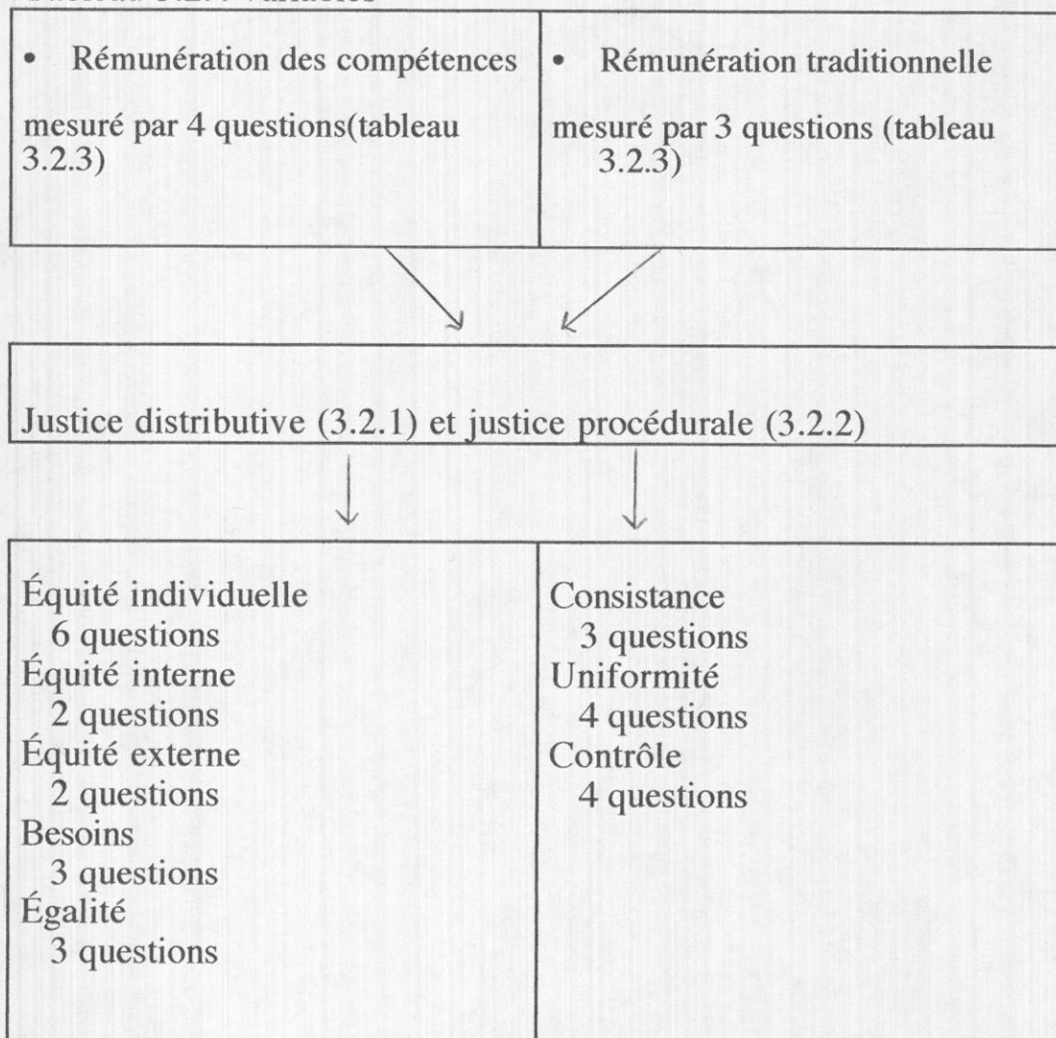 • Rémunération des compétences
mesuré par 4 questions(tableau
3.2.3)
• Rémunération traditionnelle
mesuré par 3 questions (tableau
3.2.3)
Justice distributive (3.2.1) et justice procédurale (3.2.2)
Équité individuelle
6 questions
Équité interne
2 questions
Équité externe
2 questions
Besoins
3 questions
Égalité
3 questions
Consistance
3 questions
Uniformité
4 questions
Contrôle
4 questions